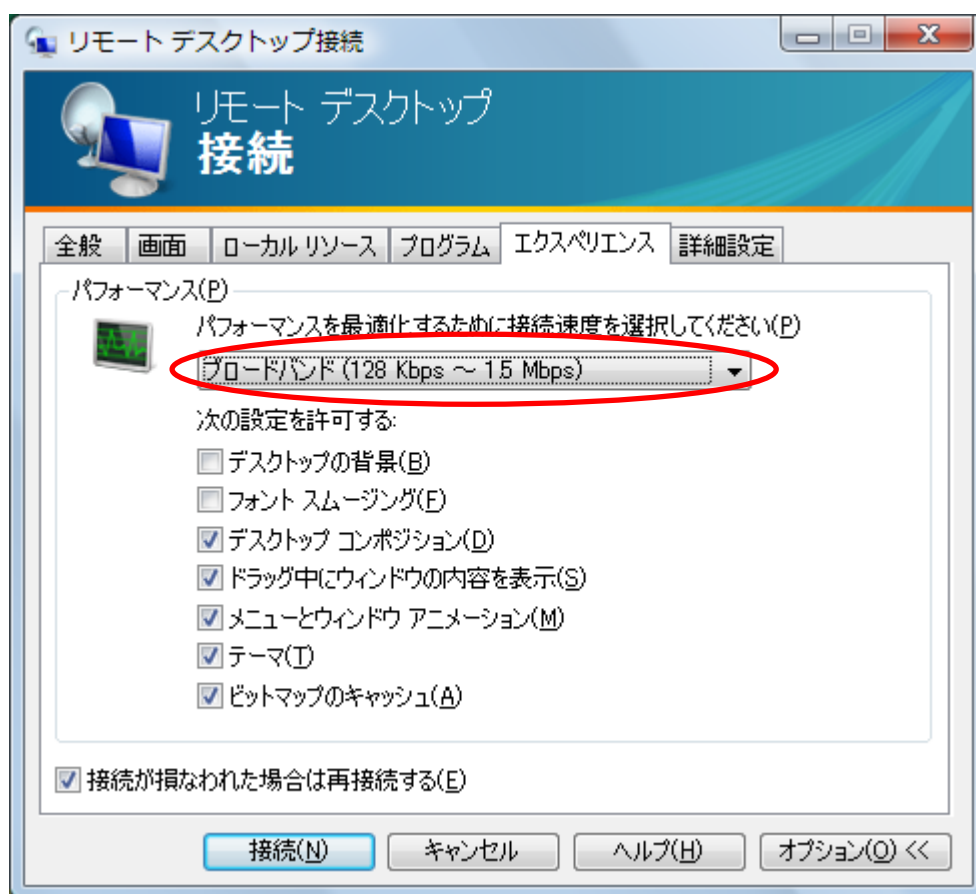 リモート デスクトップ接続
リモート デスクトップ
接続
全般 画面 ローカル リソース プログラム エクスペリエンス 詳細設定
パフォーマンス(P)
パフォーマンスを最適化するために接続速度を選択してください(P)
ブロードバンド (128 Kbps ～ 1.5 Mbps)
次の設定を許可する:
デスクトップの背景(B)
フォント スムージング(F)
デスクトップ コンポジション(D)
ドラッグ中にウィンドウの内容を表示(S)
メニューとウィンドウ アニメーション(M)
テーマ(T)
ビットマップのキャッシュ(A)
接続が損なわれた場合は再接続する(E)
接続(N) キャンセル ヘルプ(H) オプション(O) <<